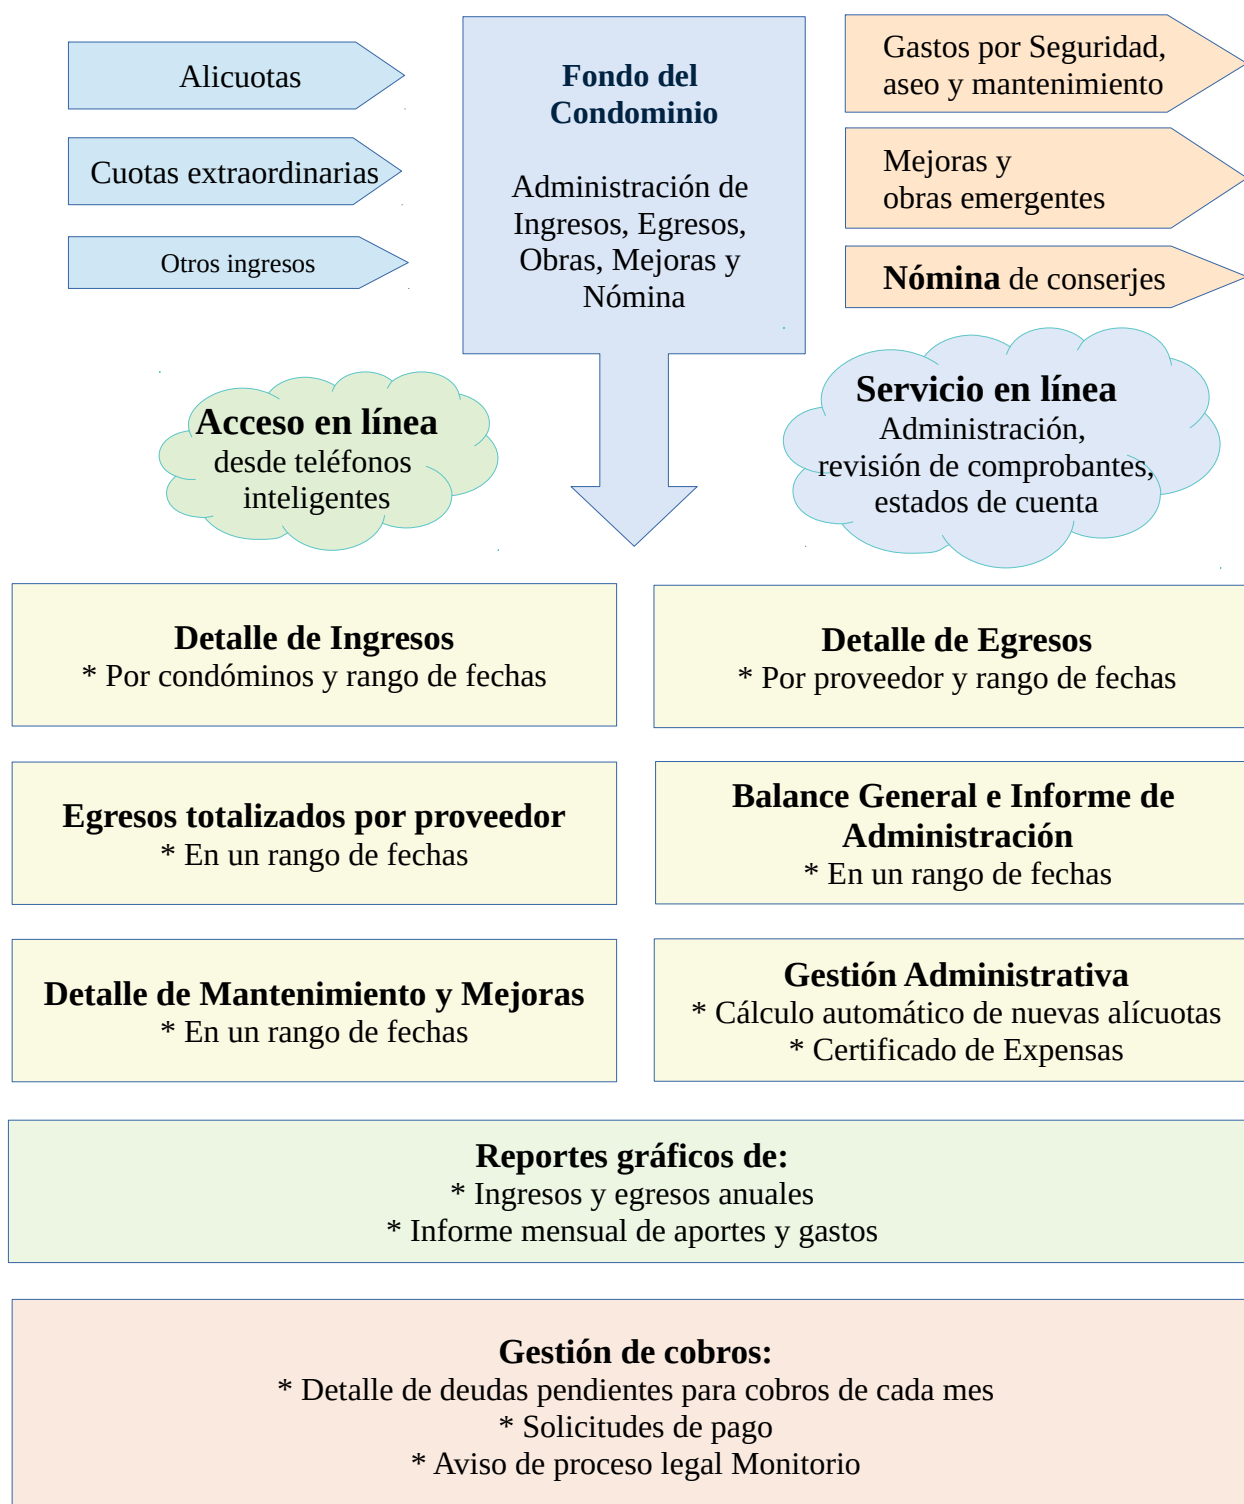 Alicuotas
Cuotas extraordinarias
Otros ingresos
Fondo del
Condominio
Administración de
Ingresos, Egresos,
Obras, Mejoras y
Nómina
Gastos por Seguridad,
aseo y mantenimiento
Mejoras y
obras emergentes
Nómina de conserjes
Acceso en línea
desde teléfonos
inteligentes
Servicio en línea
Administración,
revisión de comprobantes,
estados de cuenta
Detalle de Ingresos
* Por condóminos y rango de fechas
Detalle de Egresos
* Por proveedor y rango de fechas
Egresos totalizados por proveedor
* En un rango de fechas
Balance General e Informe de
Administración
* En un rango de fechas
Detalle de Mantenimiento y Mejoras
* En un rango de fechas
Gestión Administrativa
* Cálculo automático de nuevas alícuotas
* Certificado de Expensas
Reportes gráficos de:
* Ingresos y egresos anuales
* Informe mensual de aportes y gastos
Gestión de cobros:
* Detalle de deudas pendientes para cobros de cada mes
* Solicitudes de pago
* Aviso de proceso legal Monitorio